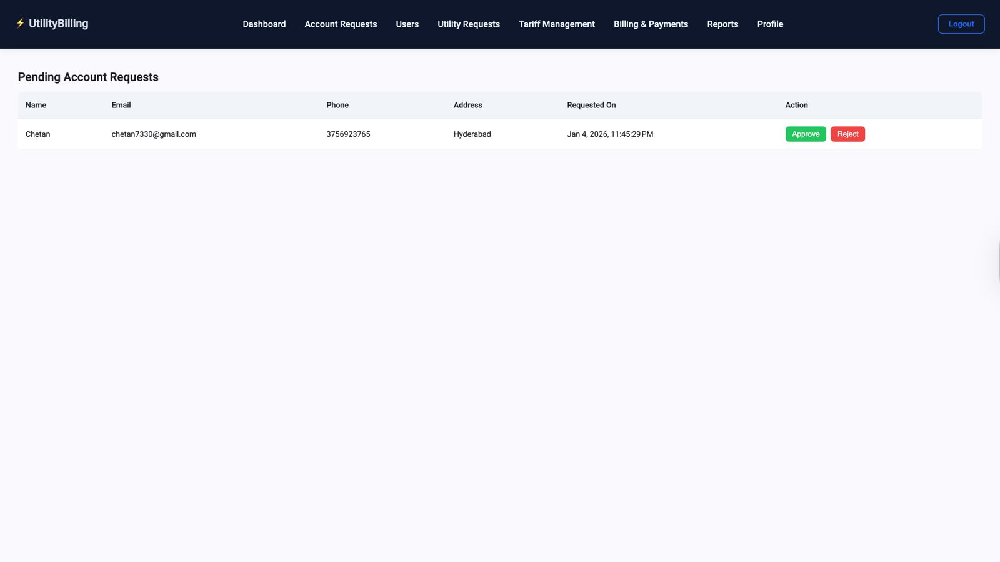 ⚡ UtilityBilling Dashboard Account Requests Users Utility Requests Tariff Management Billing & Payments Reports Profile Logout
Pending Account Requests
Name Email Phone Address Requested On Action
Chetan chetan7330@gmail.com 3756923765 Hyderabad Jan 4, 2026, 11:45:29 PM Approve Reject